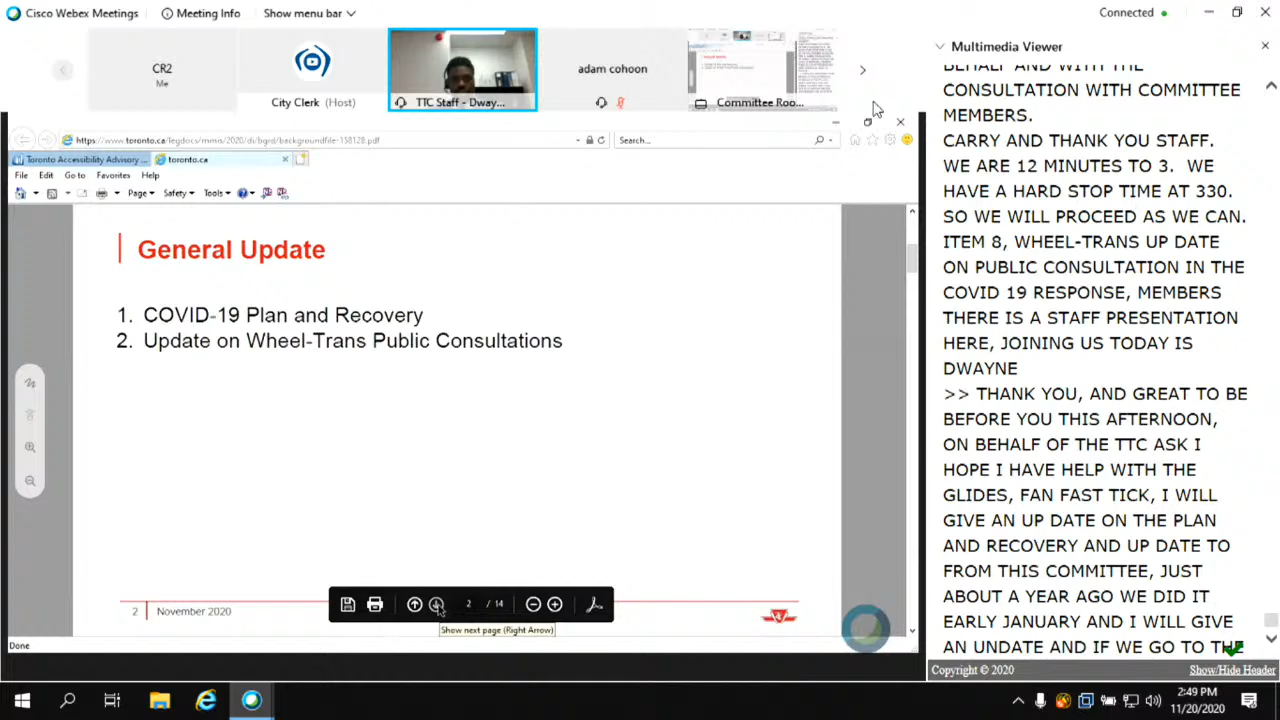 Cisco Webex Meetings
Meeting Info
Show menu bar
Connected
CR2
Me
City Clerk (Host)
TTC Staff - Dway...
adam cohoon
Committee Roo...
https://www.toronto.ca/legdocs/mmis/2020/di/bgrd/backgroundfile-158128.pdf
Search...
Toronto Accessibility Advisory ...
toronto.ca
File Edit Go to Favorites Help
Page Safety Tools
General Update
1. COVID-19 Plan and Recovery
2. Update on Wheel-Trans Public Consultations
2 November 2020
2 / 14
Show next page (Right Arrow)
Done
Multimedia Viewer
BEHALF AND WITH THE
CONSULTATION WITH COMMITTEE
MEMBERS.
CARRY AND THANK YOU STAFF.
WE ARE 12 MINUTES TO 3. WE
HAVE A HARD STOP TIME AT 330.
SO WE WILL PROCEED AS WE CAN.
ITEM 8, WHEEL-TRANS UP DATE
ON PUBLIC CONSULTATION IN THE
COVID 19 RESPONSE, MEMBERS
THERE IS A STAFF PRESENTATION
HERE, JOINING US TODAY IS
DWAYNE
>> THANK YOU, AND GREAT TO BE
BEFORE YOU THIS AFTERNOON,
ON BEHALF OF THE TTC ASK I
HOPE I HAVE HELP WITH THE
GLIDES, FAN FAST TICK, I WILL
GIVE AN UP DATE ON THE PLAN
AND RECOVERY AND UP DATE TO
FROM THIS COMMITTEE, JUST
ABOUT A YEAR AGO WE DID IT
EARLY JANUARY AND I WILL GIVE
AN UNDATE AND IF WE GO TO THE
Copyright © 2020
Show/Hide Header
2:49 PM
11/20/2020